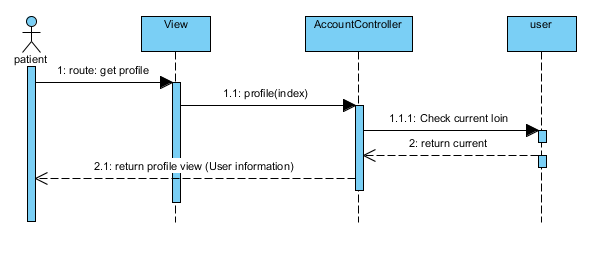 View
AccountController
user
patient
1: route: get profile
1.1: profile(index)
1.1.1: Check current loin
2: return current
2.1: return profile view (User information)